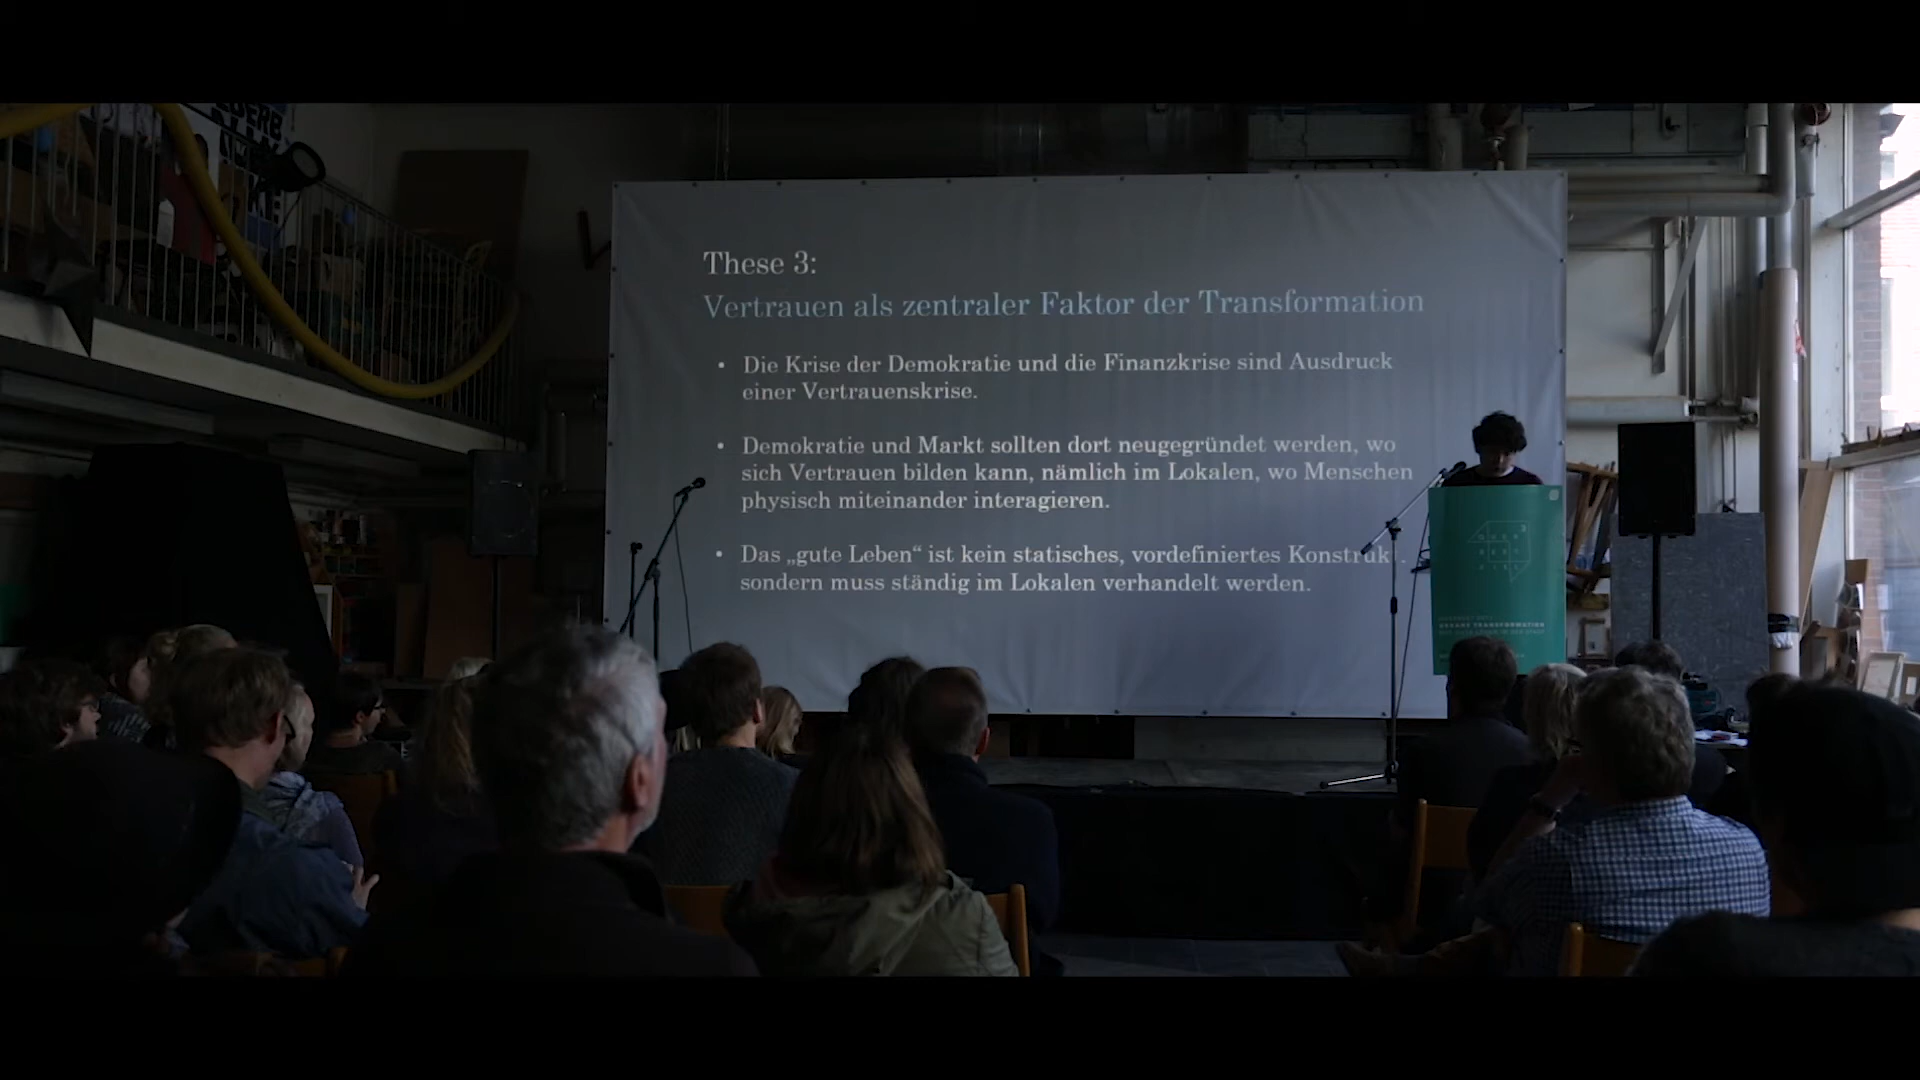 These 3:
Vertrauen als zentraler Faktor der Transformation
• Die Krise der Demokratie und die Finanzkrise sind Ausdruck
einer Vertrauenskrise.
• Demokratie und Markt sollten dort neugegründet werden, wo
sich Vertrauen bilden kann, nämlich im Lokalen, wo Menschen
physisch miteinander interagieren.
• Das „gute Leben“ ist kein statisches, vordefiniertes Konstrukt.
sondern muss ständig im Lokalen verhandelt werden.
TRANSFORMATION